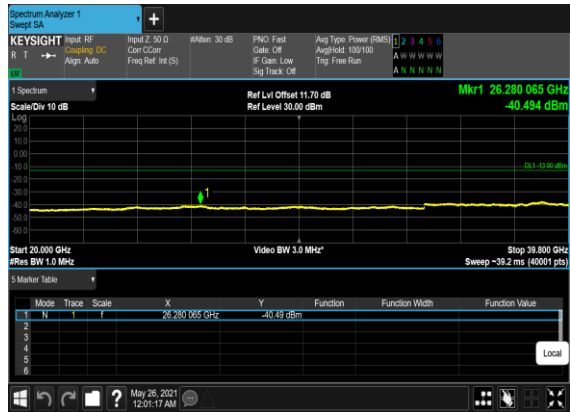 Spectrum Analyzer 1
Swept SA
+
KEYSIGHT Input: RF Input Z: 50 Ω #Atten: 30 dB PNO: Fast Avg Type: Power (RMS) 1 2 3 4 5 6
R T Coupling: DC Corr CCorr Gate: Off Avg|Hold: 100/100 A W W W W W
Align: Auto Freq Ref: Int (S) IF Gain: Low Trig: Free Run
LU Sig Track: Off A N N N N N
1 Spectrum Ref Lvl Offset 11.70 dB Mkr1 26.280 065 GHz
Scale/Div 10 dB Ref Level 30.00 dBm -40.494 dBm
Log
20.0
10.0
0.00
-10.0
DL1 -13.00 dBm
-20.0
-30.0
1
-40.0
-50.0
-60.0
Start 20.000 GHz Video BW 3.0 MHz* Stop 39.800 GHz
#Res BW 1.0 MHz Sweep ~39.2 ms (40001 pts)
5 Marker Table
Mode Trace Scale X Y Function Function Width Function Value
1 N 1 f 26.280 065 GHz -40.49 dBm
2
3
4
5
6
Local
? May 26, 2021
12:01:17 AM